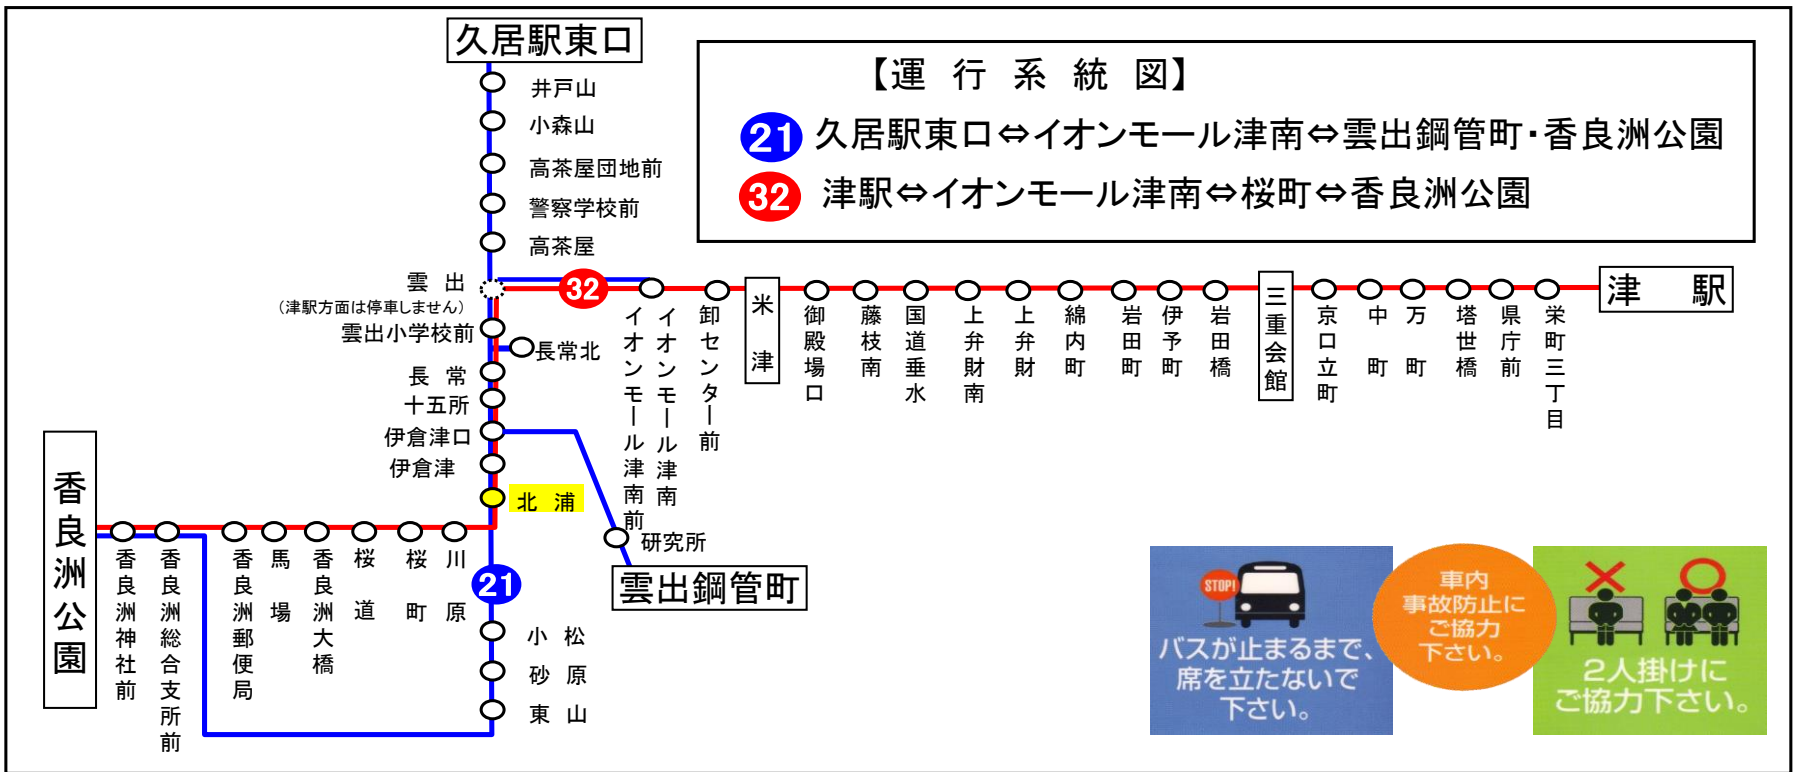 久居駅東口
【運 行 系 統 図】
21 久居駅東口⇔イオンモール津南⇔雲出鋼管町・香良洲公園
32 津駅⇔イオンモール津南⇔桜町⇔香良洲公園
井戸山
小森山
高茶屋団地前
警察学校前
高茶屋
雲 出
(津駅方面は停車しません)
雲出小学校前
長常北
長 常
十五所
伊倉津口
伊倉津
北 浦
32
イオンモール津南前
イオンモール津南
卸センター前
米津
御殿場口
藤枝南
国道垂水
上弁財南
上弁財
綿内町
岩田町
伊予町
岩田橋
三重会館
京口立町
中町
万町
塔世橋
県庁前
栄町三丁目
津 駅
研究所
雲出鋼管町
香良洲公園
香良洲神社前
香良洲総合支所前
香良洲郵便局
馬場
香良洲大橋
桜道
桜町
川原
21
小 松
砂 原
東 山
STOP!
バスが止まるまで、
席を立たないで
下さい。
車内
事故防止に
ご協力
下さい。
2人掛けに
ご協力下さい。